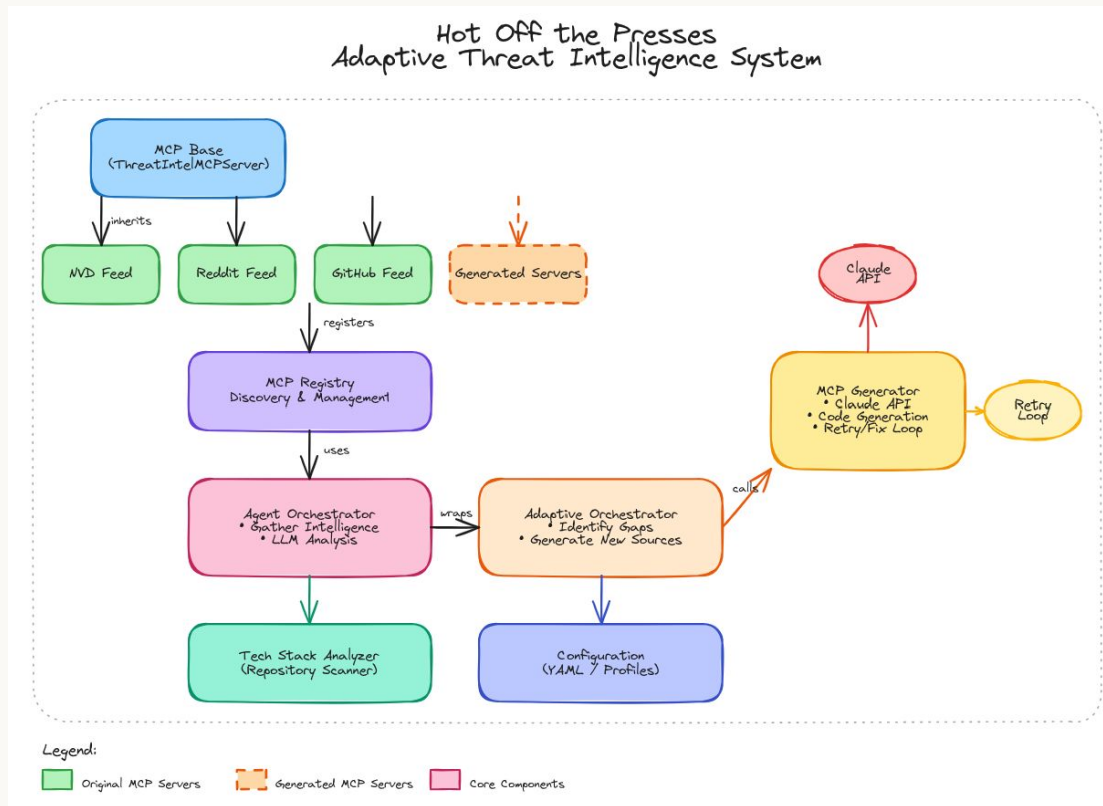 Hot Off the Presses
Adaptive Threat Intelligence System
MCP Base
(ThreatIntelMCPServer)
inherits
NVD Feed
Reddit Feed
GitHub Feed
Generated Servers
Claude
API
registers
MCP Registry
Discovery & Management
MCP Generator
• Claude API
• Code Generation
• Retry/Fix Loop
Retry
Loop
uses
Agent Orchestrator
• Gather Intelligence
• LLM Analysis
wraps
Adaptive Orchestrator
• Identify Gaps
• Generate New Sources
calls
Tech Stack Analyzer
(Repository Scanner)
Configuration
(YAML / Profiles)
Legend:
Original MCP Servers
Generated MCP Servers
Core Components